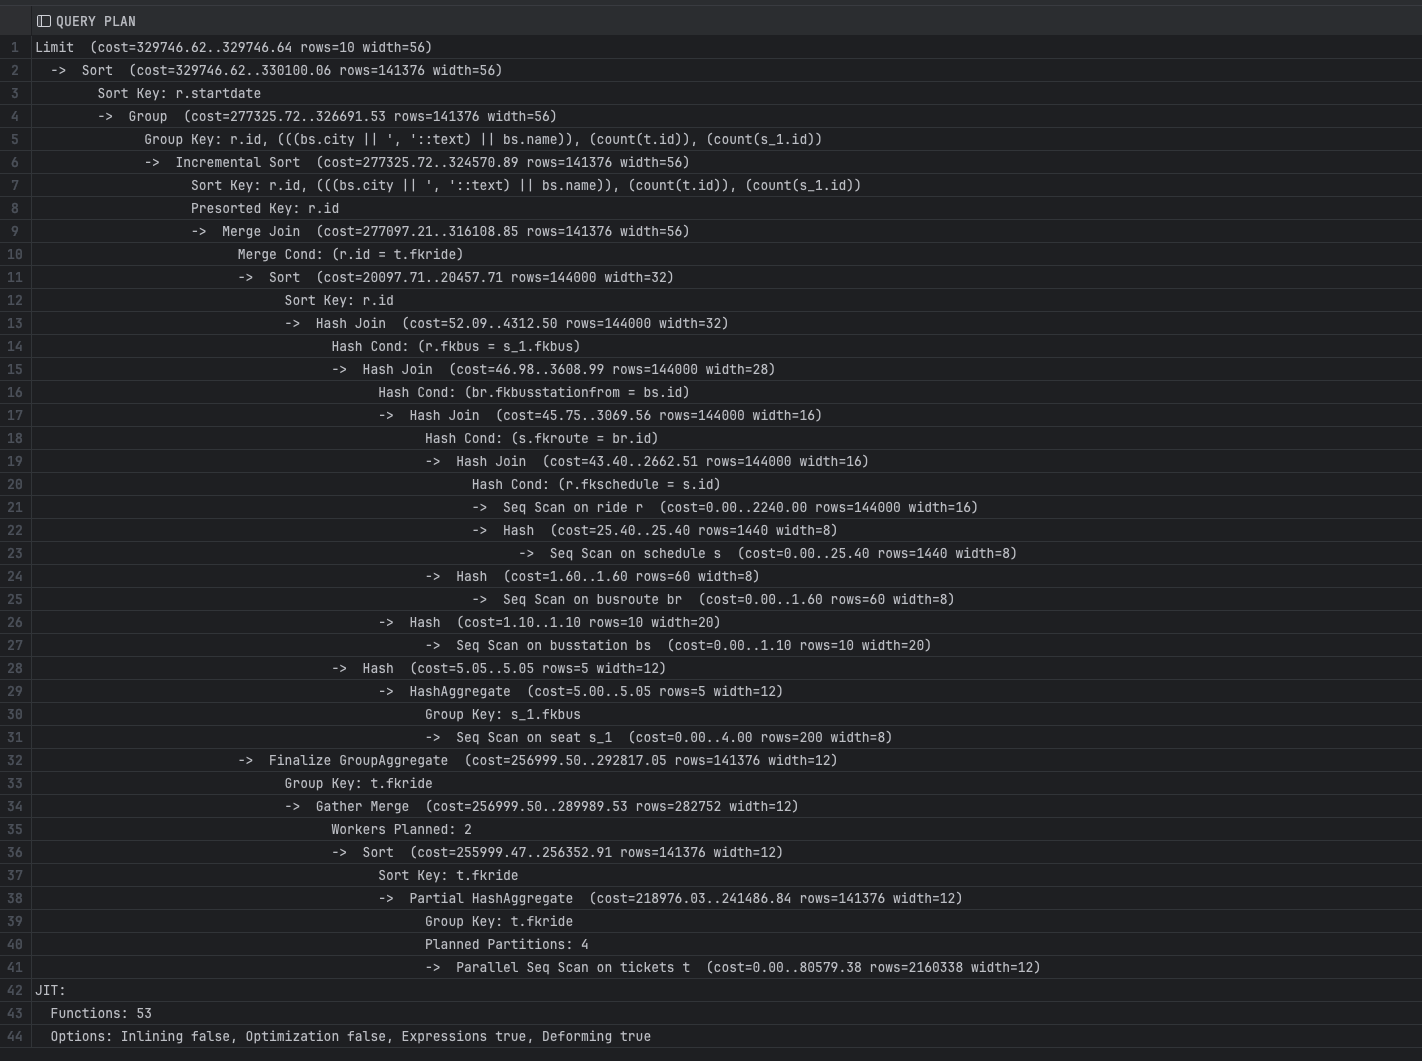 QUERY PLAN
1 Limit (cost=329746.62..329746.64 rows=10 width=56)
2 -> Sort (cost=329746.62..330100.06 rows=141376 width=56)
3 Sort Key: r.startdate
4 -> Group (cost=277325.72..326691.53 rows=141376 width=56)
5 Group Key: r.id, (((bs.city || ', '::text) || bs.name)), (count(t.id)), (count(s_1.id))
6 -> Incremental Sort (cost=277325.72..324570.89 rows=141376 width=56)
7 Sort Key: r.id, (((bs.city || ', '::text) || bs.name)), (count(t.id)), (count(s_1.id))
8 Presorted Key: r.id
9 -> Merge Join (cost=277097.21..316108.85 rows=141376 width=56)
10 Merge Cond: (r.id = t.fkride)
11 -> Sort (cost=20097.71..20457.71 rows=144000 width=32)
12 Sort Key: r.id
13 -> Hash Join (cost=52.09..4312.50 rows=144000 width=32)
14 Hash Cond: (r.fkbus = s_1.fkbus)
15 -> Hash Join (cost=46.98..3608.99 rows=144000 width=28)
16 Hash Cond: (br.fkbusstationfrom = bs.id)
17 -> Hash Join (cost=45.75..3069.56 rows=144000 width=16)
18 Hash Cond: (s.fkroute = br.id)
19 -> Hash Join (cost=43.40..2662.51 rows=144000 width=16)
20 Hash Cond: (r.fkschedule = s.id)
21 -> Seq Scan on ride r (cost=0.00..2240.00 rows=144000 width=16)
22 -> Hash (cost=25.40..25.40 rows=1440 width=8)
23 -> Seq Scan on schedule s (cost=0.00..25.40 rows=1440 width=8)
24 -> Hash (cost=1.60..1.60 rows=60 width=8)
25 -> Seq Scan on busroute br (cost=0.00..1.60 rows=60 width=8)
26 -> Hash (cost=1.10..1.10 rows=10 width=20)
27 -> Seq Scan on busstation bs (cost=0.00..1.10 rows=10 width=20)
28 -> Hash (cost=5.05..5.05 rows=5 width=12)
29 -> HashAggregate (cost=5.00..5.05 rows=5 width=12)
30 Group Key: s_1.fkbus
31 -> Seq Scan on seat s_1 (cost=0.00..4.00 rows=200 width=8)
32 -> Finalize GroupAggregate (cost=256999.50..292817.05 rows=141376 width=12)
33 Group Key: t.fkride
34 -> Gather Merge (cost=256999.50..289989.53 rows=282752 width=12)
35 Workers Planned: 2
36 -> Sort (cost=255999.47..256352.91 rows=141376 width=12)
37 Sort Key: t.fkride
38 -> Partial HashAggregate (cost=218976.03..241486.84 rows=141376 width=12)
39 Group Key: t.fkride
40 Planned Partitions: 4
41 -> Parallel Seq Scan on tickets t (cost=0.00..80579.38 rows=2160338 width=12)
42 JIT:
43 Functions: 53
44 Options: Inlining false, Optimization false, Expressions true, Deforming true